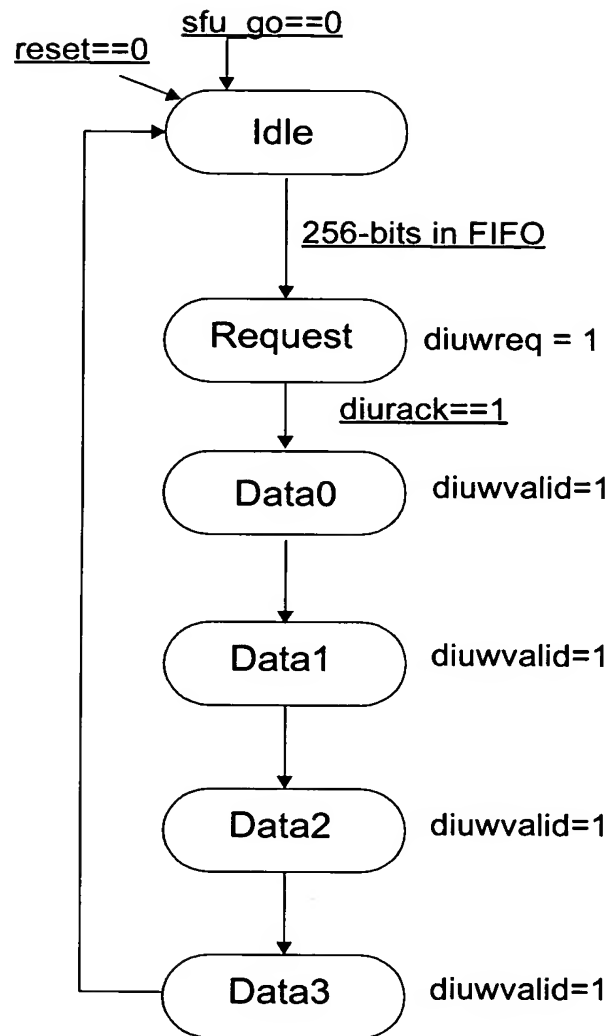 sfu_go==0
reset==0
Idle
256-bits in FIFO
Request
diuwreq = 1
diurack==1
Data0
diuwvalid=1
Data1
diuwvalid=1
Data2
diuwvalid=1
Data3
diuwvalid=1